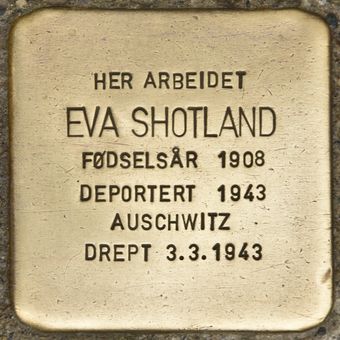 HER ARBEIDET
EVA SHOTLAND
FØDSELSÅR 1908
DEPORTERT 1943
AUSCHWITZ
DREPT 3.3.1943